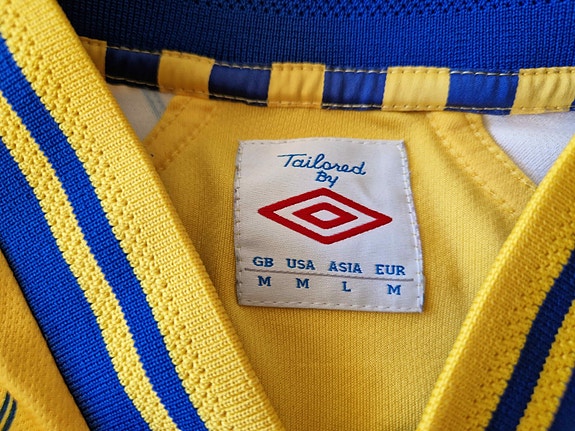 Tailored
By
GB USA ASIA EUR
M M L M